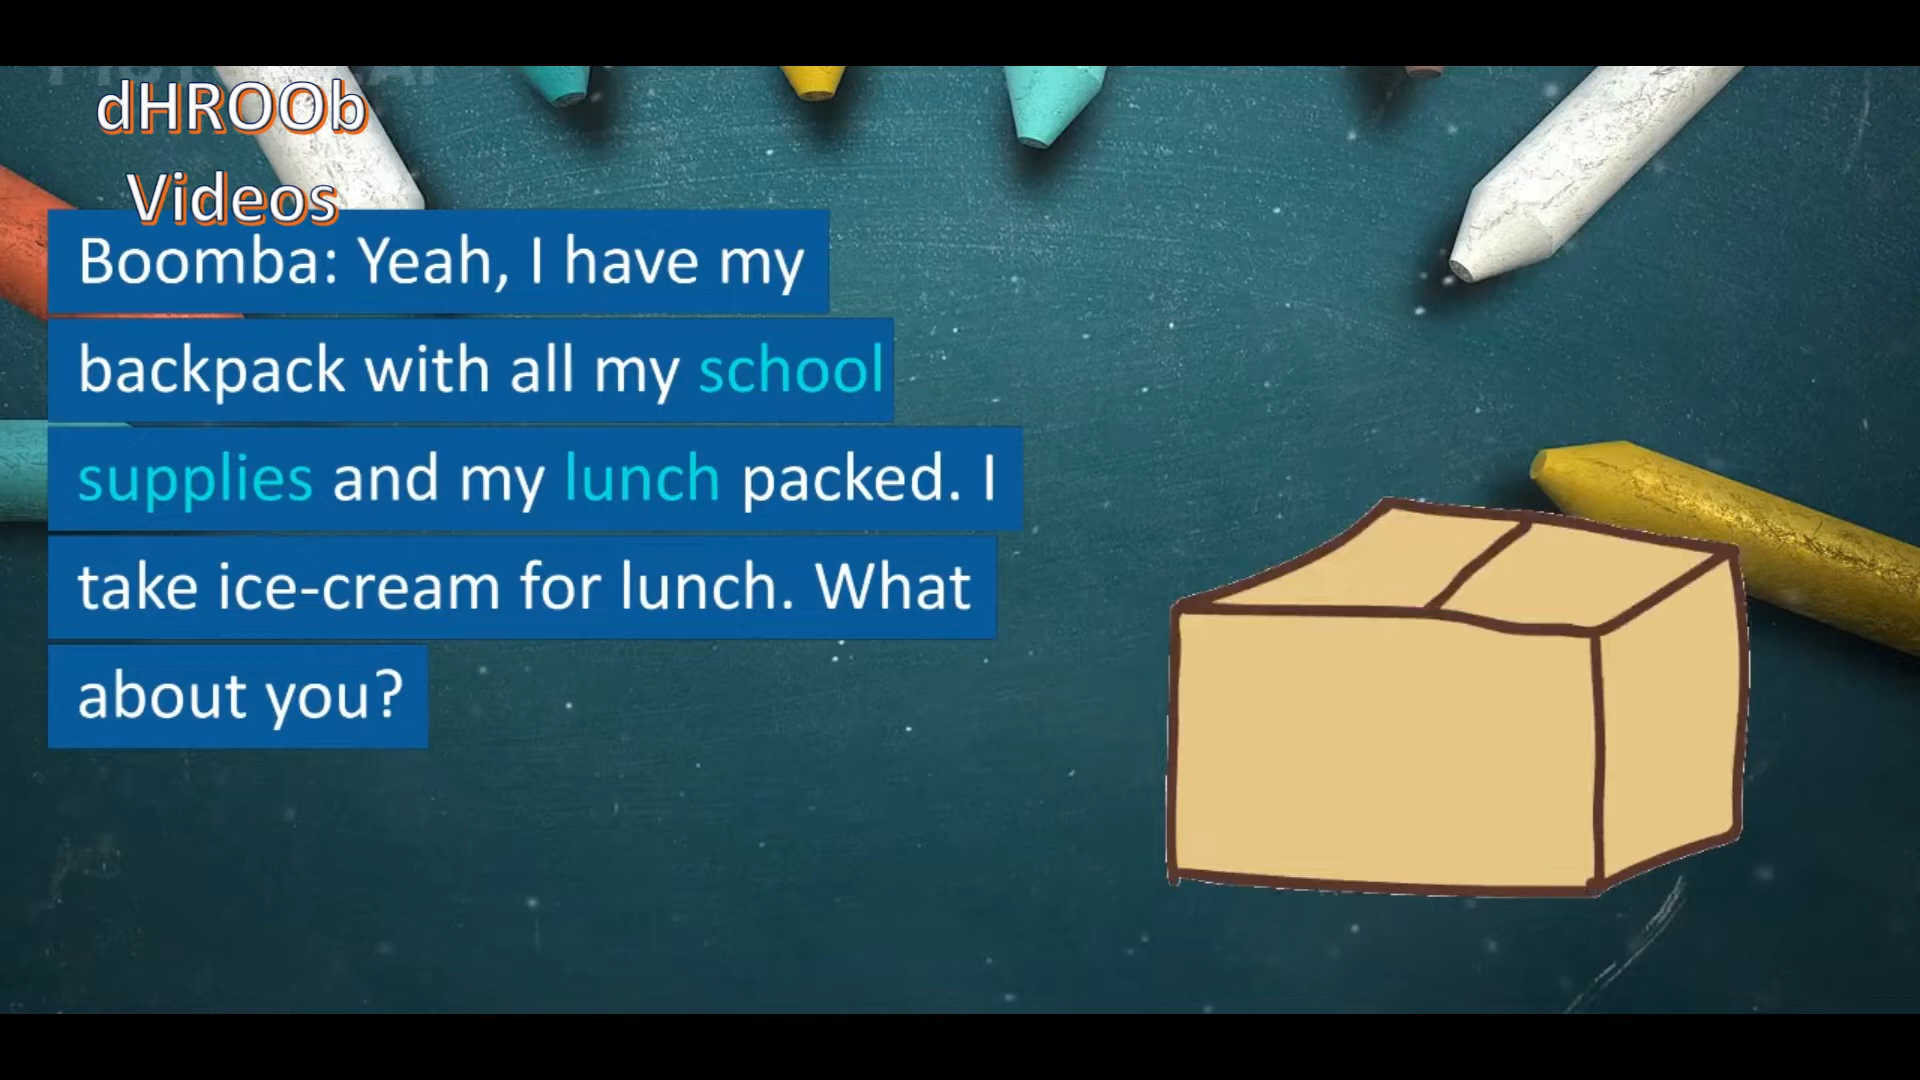 dHROOb
Videos
Boomba: Yeah, I have my
backpack with all my school
supplies and my lunch packed. I
take ice-cream for lunch. What
about you?